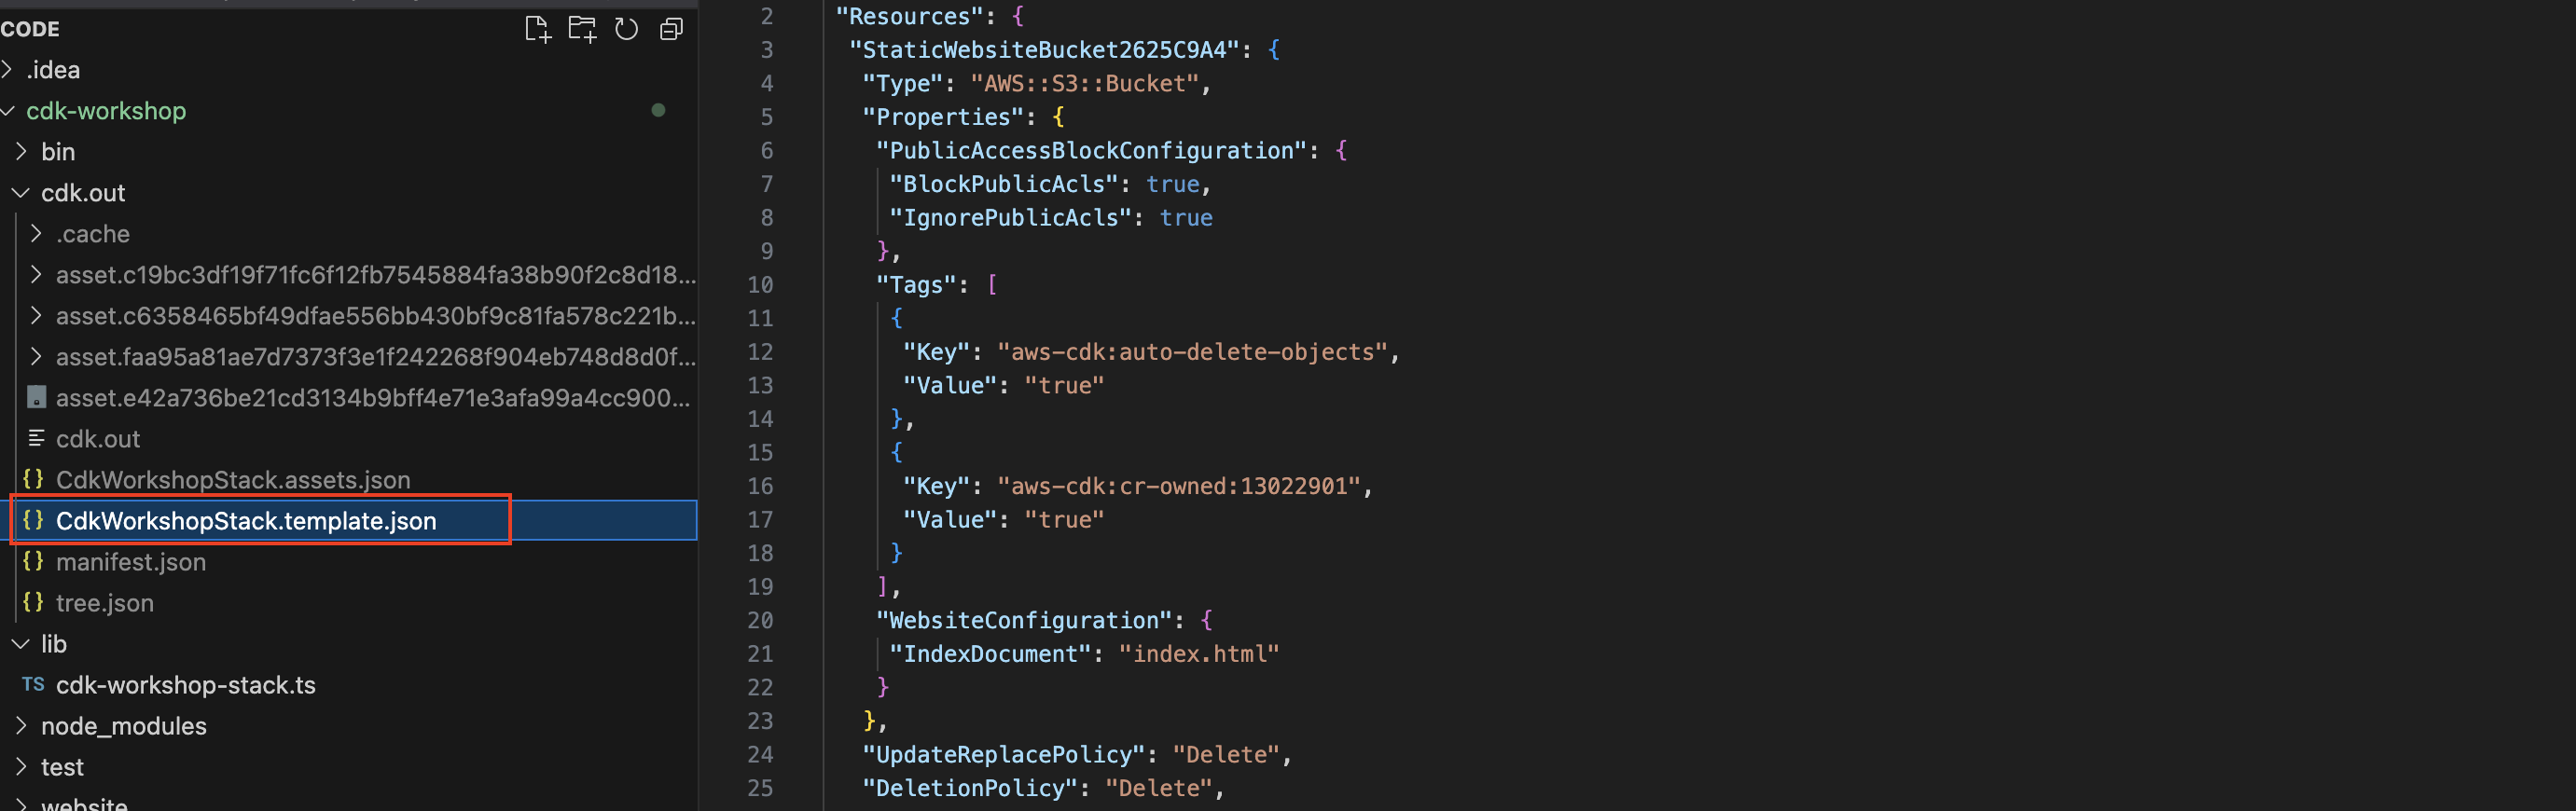 CODE
.idea
cdk-workshop
bin
cdk.out
.cache
asset.c19bc3df19f71fc6f12fb7545884fa38b90f2c8d18...
asset.c6358465bf49dfae556bb430bf9c81fa578c221b...
asset.faa95a81ae7d7373f3e1f242268f904eb748d8d0f...
asset.e42a736be21cd3134b9bff4e71e3afa99a4cc900...
cdk.out
{} CdkWorkshopStack.assets.json
{} CdkWorkshopStack.template.json
{} manifest.json
{} tree.json
lib
TS cdk-workshop-stack.ts
node_modules
test
website
2 "Resources": {
3 "StaticWebsiteBucket2625C9A4": {
4 "Type": "AWS::S3::Bucket",
5 "Properties": {
6 "PublicAccessBlockConfiguration": {
7 "BlockPublicAcls": true,
8 "IgnorePublicAcls": true
9 },
10 "Tags": [
11 {
12 "Key": "aws-cdk:auto-delete-objects",
13 "Value": "true"
14 },
15 {
16 "Key": "aws-cdk:cr-owned:13022901",
17 "Value": "true"
18 }
19 ],
20 "WebsiteConfiguration": {
21 "IndexDocument": "index.html"
22 }
23 },
24 "UpdateReplacePolicy": "Delete",
25 "DeletionPolicy": "Delete",